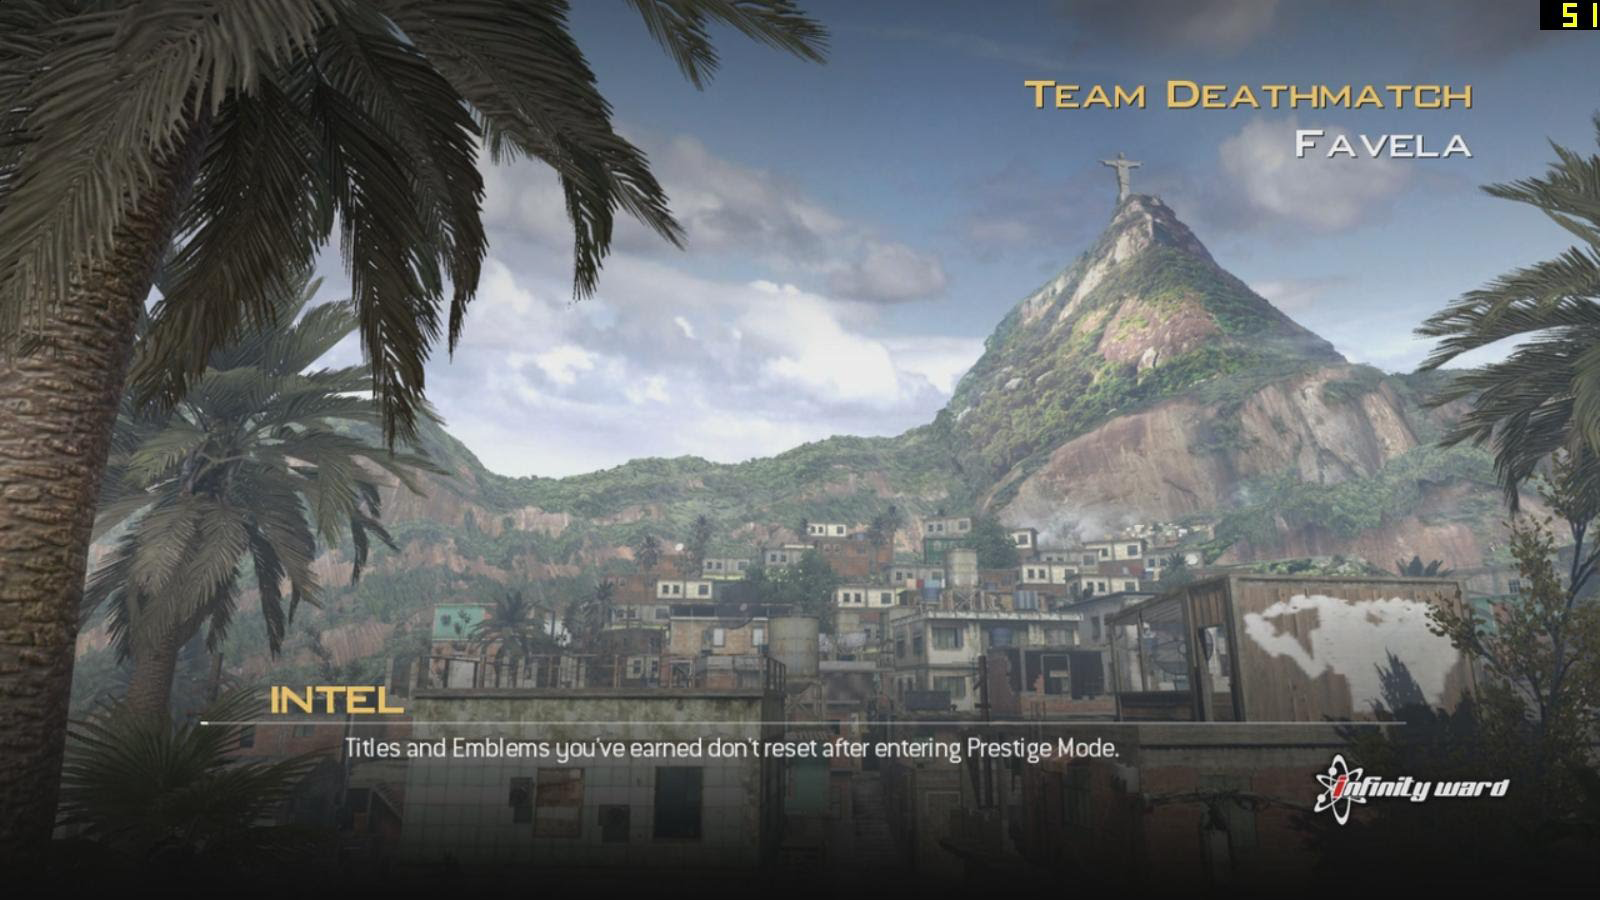 51
TEAM DEATHMATCH
FAVELA
INTEL
Titles and Emblems you've earned don't reset after entering Prestige Mode.
infinity ward